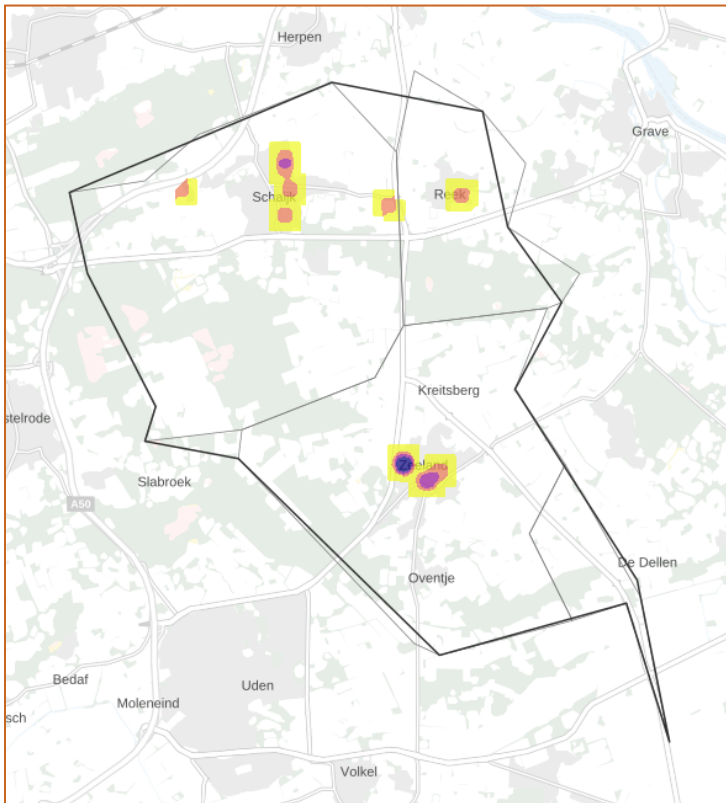 Herpen
Grave
Schaijk
Reek
Kreitsberg
stelrode
Zeeland
Slabroek
A50
De Dellen
Oventje
Bedaf
Uden
Moleneind
sch
Volkel